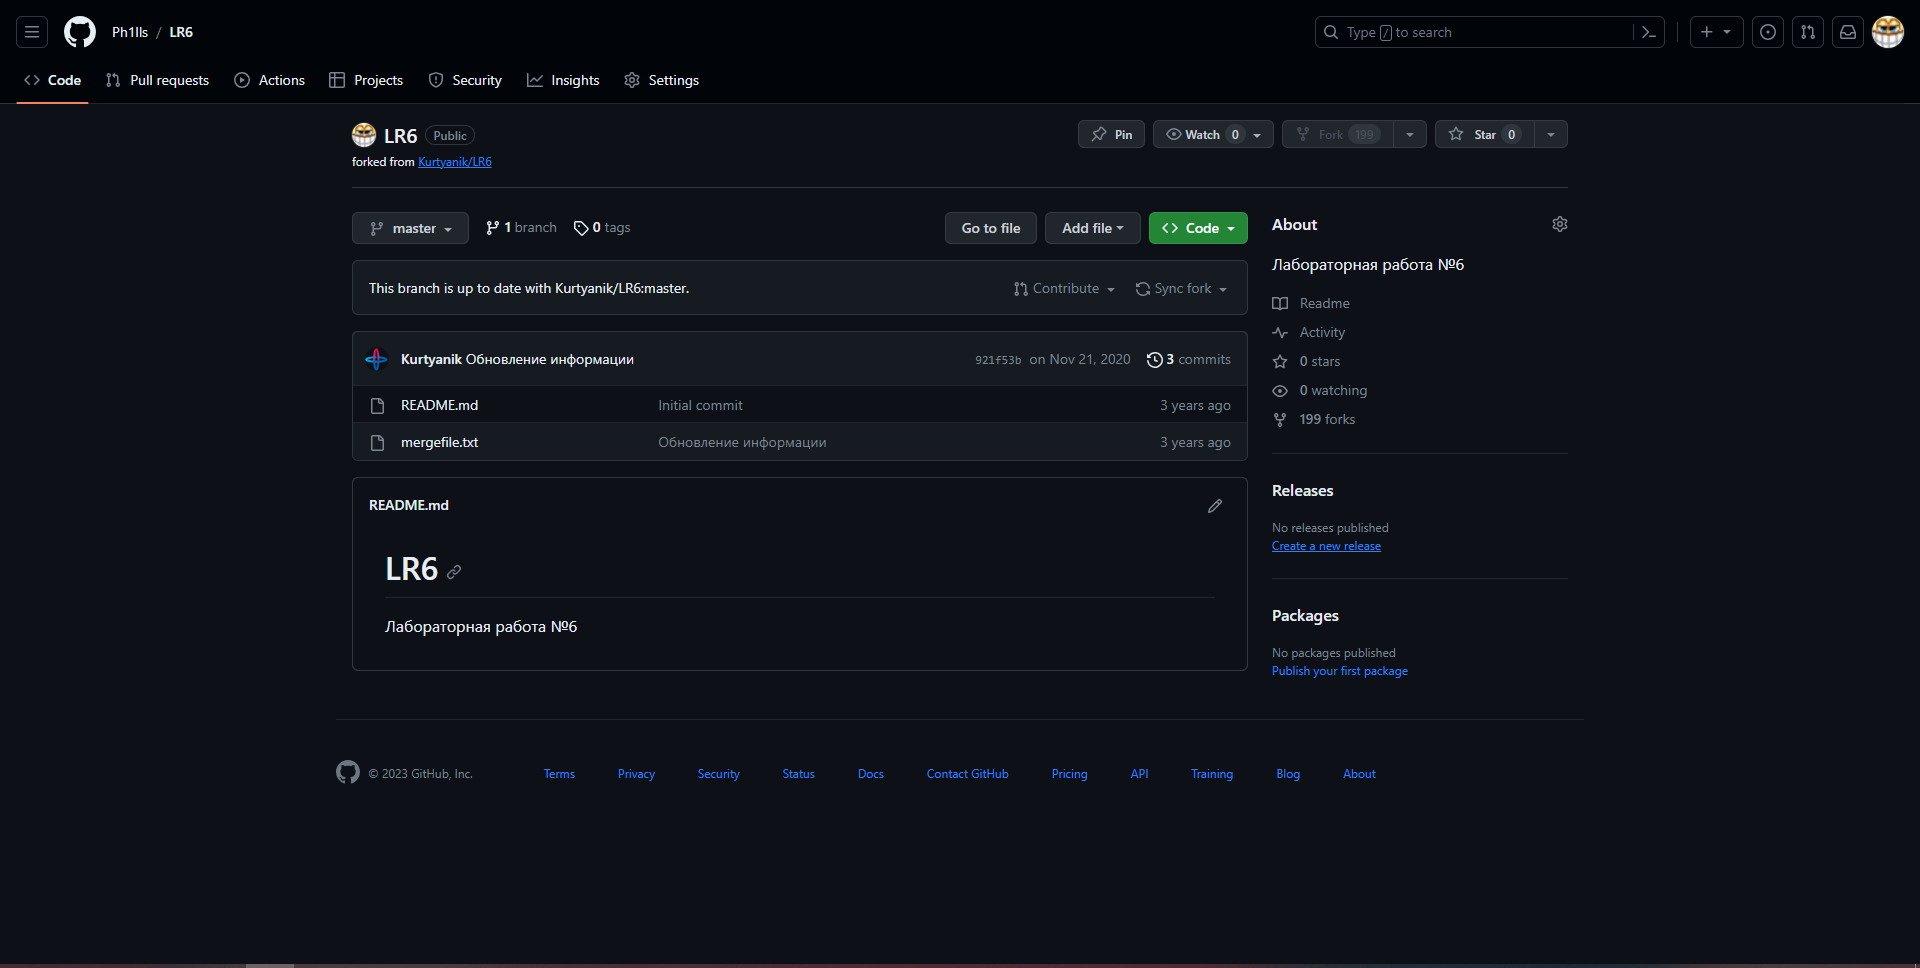 Ph1lls / LR6
Type / to search
Code Pull requests Actions Projects Security Insights Settings
LR6 Public
Pin Watch 0 Fork 199 Star 0
forked from Kurtyanik/LR6
master 1 branch 0 tags Go to file Add file Code
This branch is up to date with Kurtyanik/LR6:master. Contribute Sync fork
Kurtyanik Обновление информации 921f53b on Nov 21, 2020 3 commits
README.md Initial commit 3 years ago
mergefile.txt Обновление информации 3 years ago
README.md
LR6
Лабораторная работа №6
About
Лабораторная работа №6
Readme
Activity
0 stars
0 watching
199 forks
Releases
No releases published
Create a new release
Packages
No packages published
Publish your first package
© 2023 GitHub, Inc. Terms Privacy Security Status Docs Contact GitHub Pricing API Training Blog About